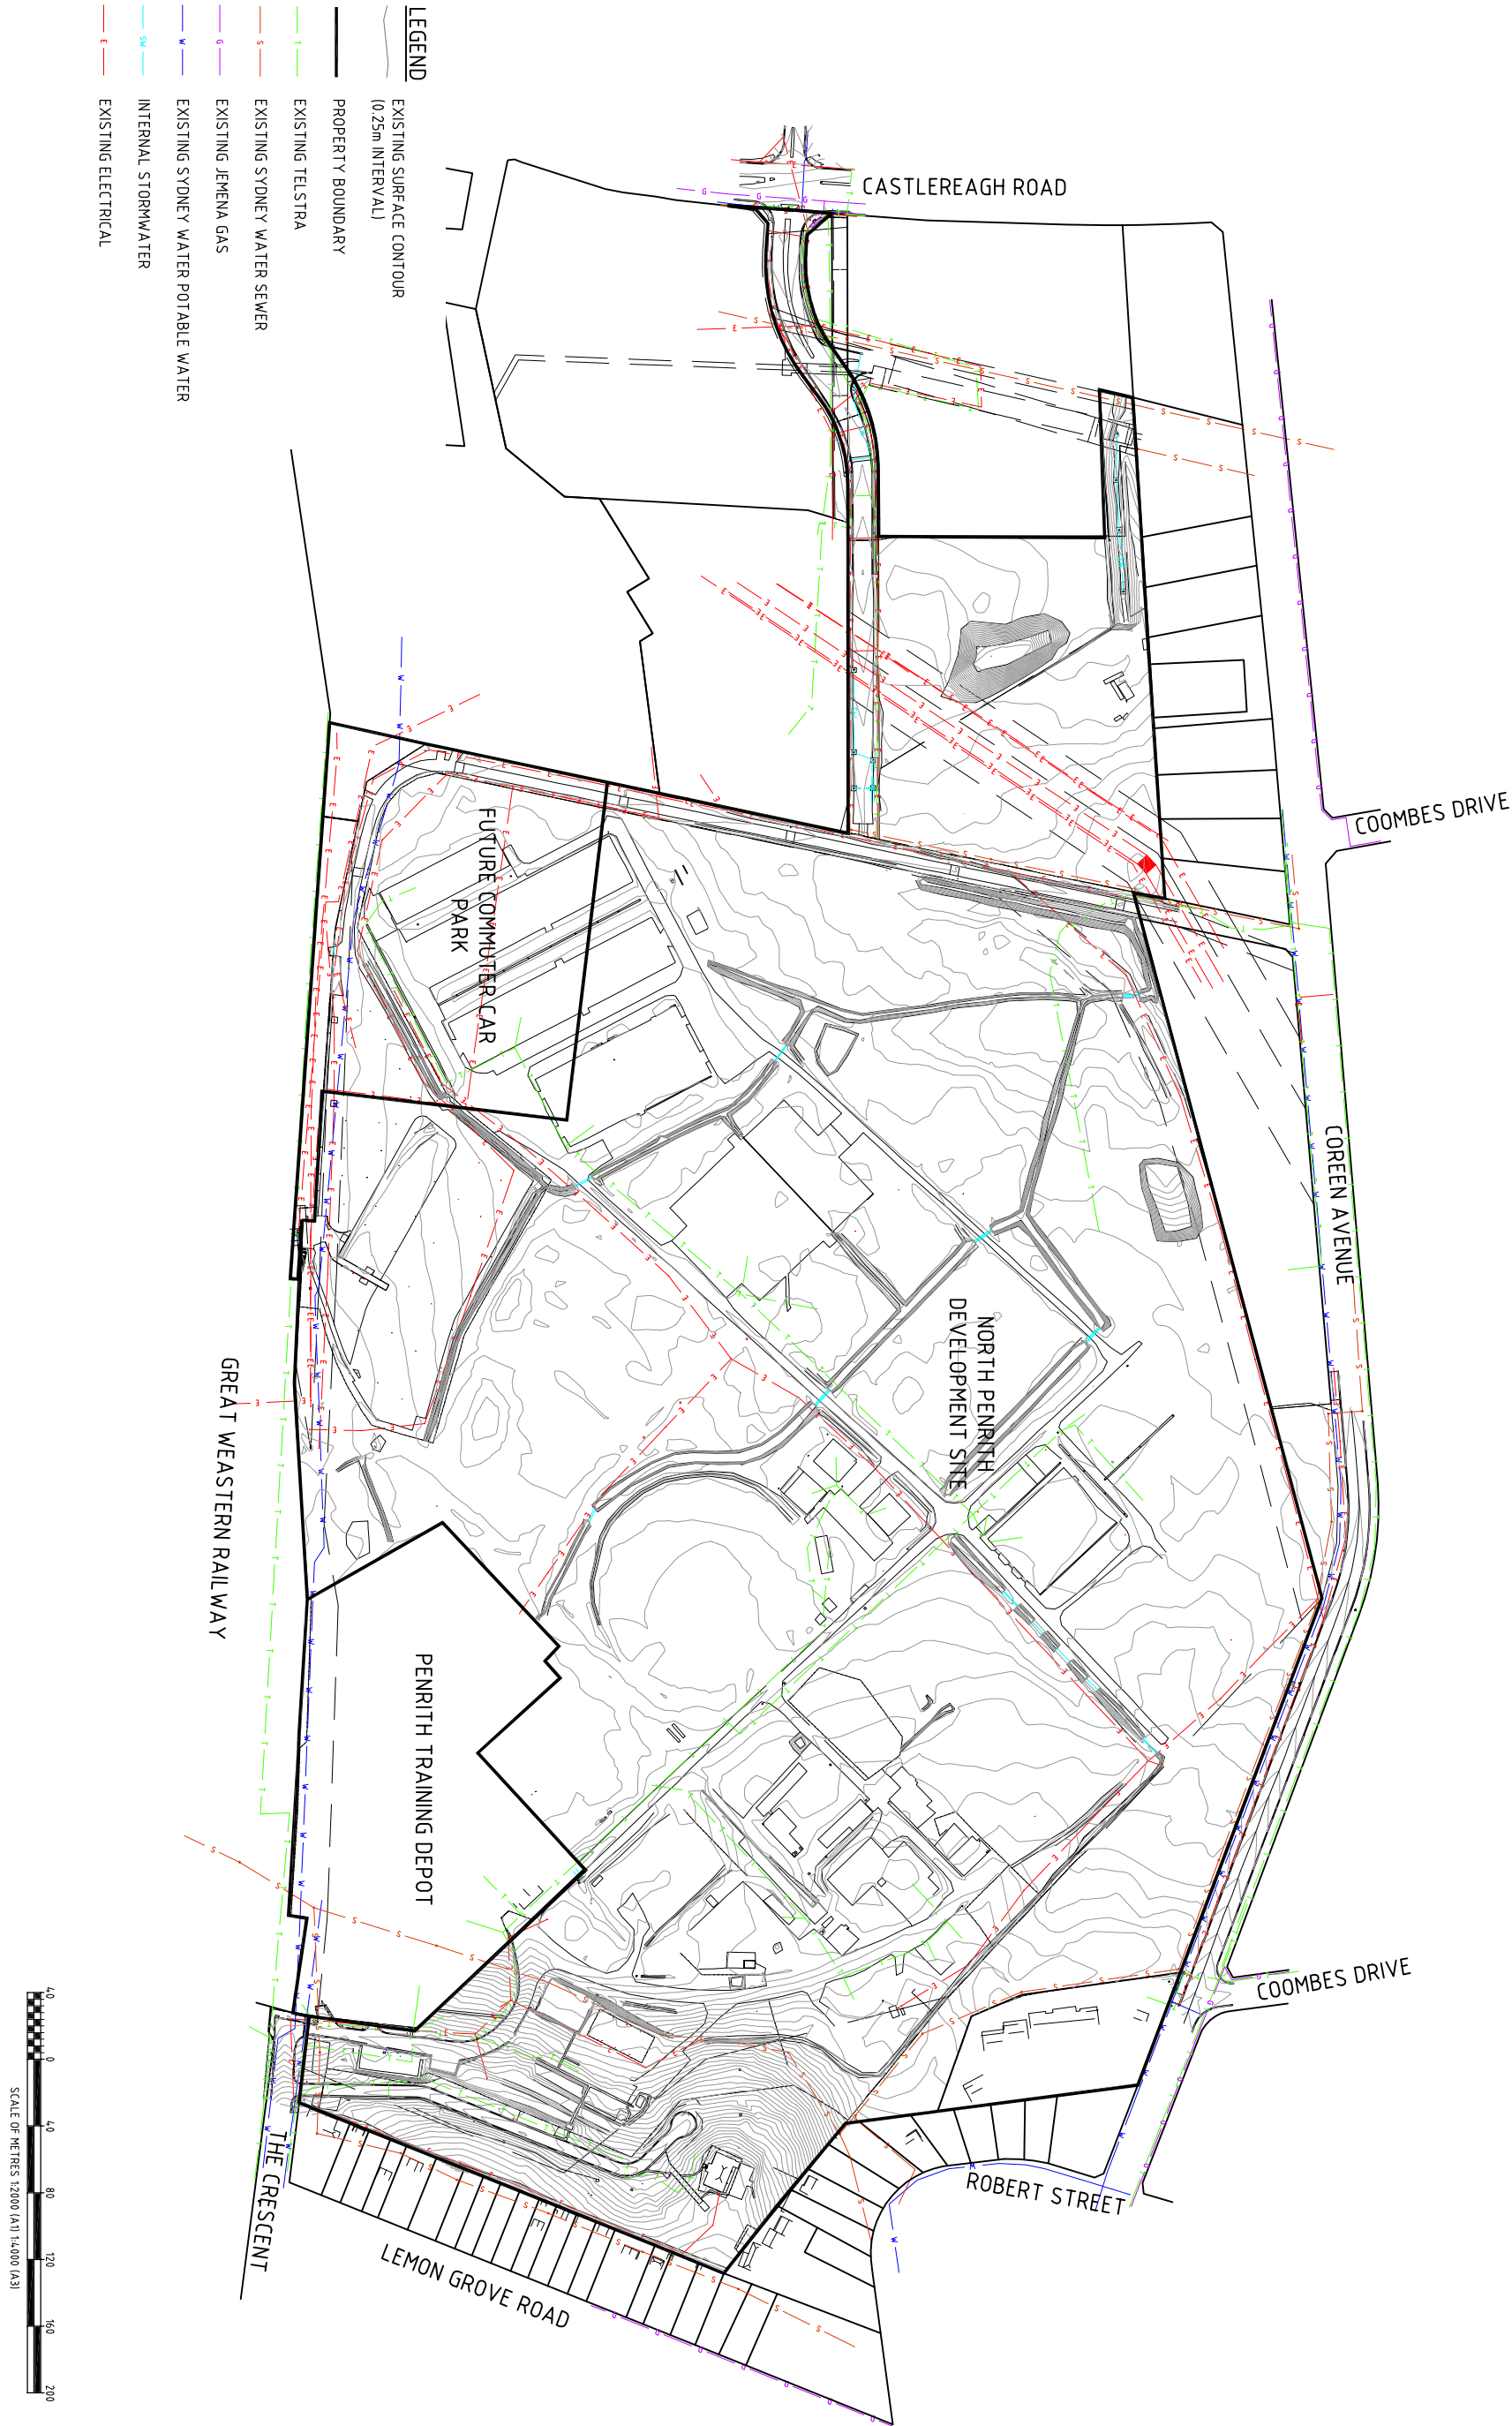 LEGEND
EXISTING SURFACE CONTOUR
(0.25m INTERVAL)
PROPERTY BOUNDARY
T
EXISTING TELSTRA
S
EXISTING SYDNEY WATER SEWER
G
EXISTING JEMENA GAS
W
EXISTING SYDNEY WATER POTABLE WATER
SW
INTERNAL STORMWATER
E
EXISTING ELECTRICAL
CASTLEREAGH ROAD
COOMBES DRIVE
COREEN AVENUE
FUTURE COMMUTER CAR
PARK
NORTH PENRITH
DEVELOPMENT SITE
GREAT WEASTERN RAILWAY
PENRITH TRAINING DEPOT
COOMBES DRIVE
ROBERT STREET
THE CRESCENT
LEMON GROVE ROAD
40 0 40 80 120 160 200
SCALE OF METRES 1:2000 (A1) 1:4000 (A3)